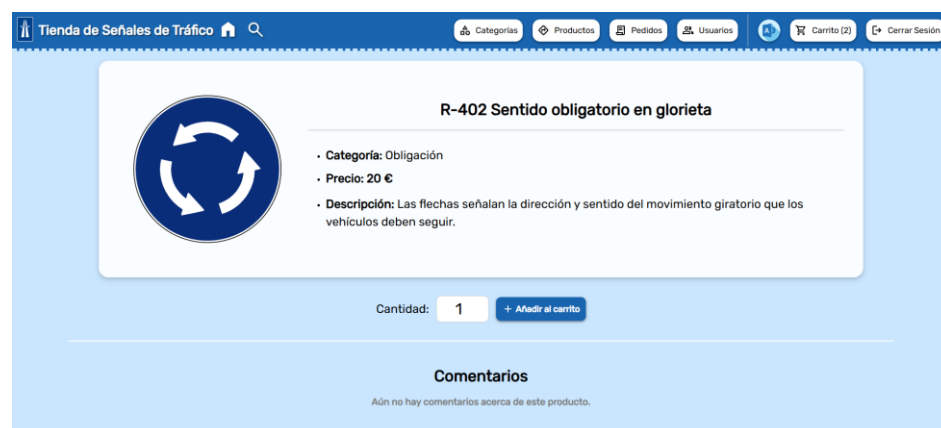 Tienda de Señales de Tráfico
Categorías
Productos
Pedidos
Usuarios
Carrito (2)
Cerrar Sesión
R-402 Sentido obligatorio en glorieta
• Categoría: Obligación
• Precio: 20 €
• Descripción: Las flechas señalan la dirección y sentido del movimiento giratorio que los
vehículos deben seguir.
Cantidad: 1 + Añadir al carrito
Comentarios
Aún no hay comentarios acerca de este producto.